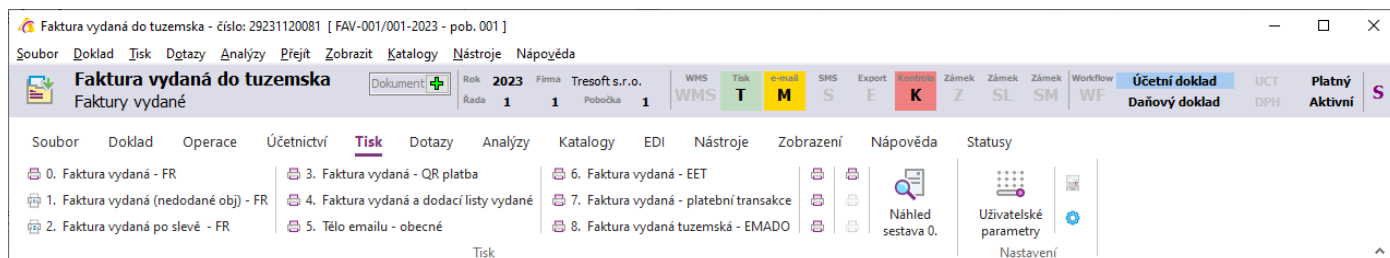 Faktura vydaná do tuzemska - číslo: 29231120081 [ FAV-001/001-2023 - pob. 001 ]
Soubor Doklad Tisk Dotazy Analýzy Přejít Zobrazit Katalogy Nástroje Nápověda
Faktura vydaná do tuzemska
Faktury vydané
Dokument
Rok 2023 Firma Tresoft s.r.o.
Řada 1 1 Pobočka 1
WMS Tisk e-mail SMS Export Kontrola Zámek Zámek Zámek Workflow
WMS T M S E K Z SL SM WF
Účetní doklad UCT Platný
Daňový doklad DPH Aktivní
S
Soubor Doklad Operace Účetnictví Tisk Dotazy Analýzy Katalogy EDI Nástroje Zobrazení Nápověda Statusy
0. Faktura vydaná - FR
1. Faktura vydaná (nedodané obj) - FR
2. Faktura vydaná po slevě - FR
3. Faktura vydaná - QR platba
4. Faktura vydaná a dodací listy vydané
5. Tělo emailu - obecné
6. Faktura vydaná - EET
7. Faktura vydaná - platební transakce
8. Faktura vydaná tuzemská - EMADO
Náhled
sestava 0.
Uživatelské
parametry
Tisk
Nastavení